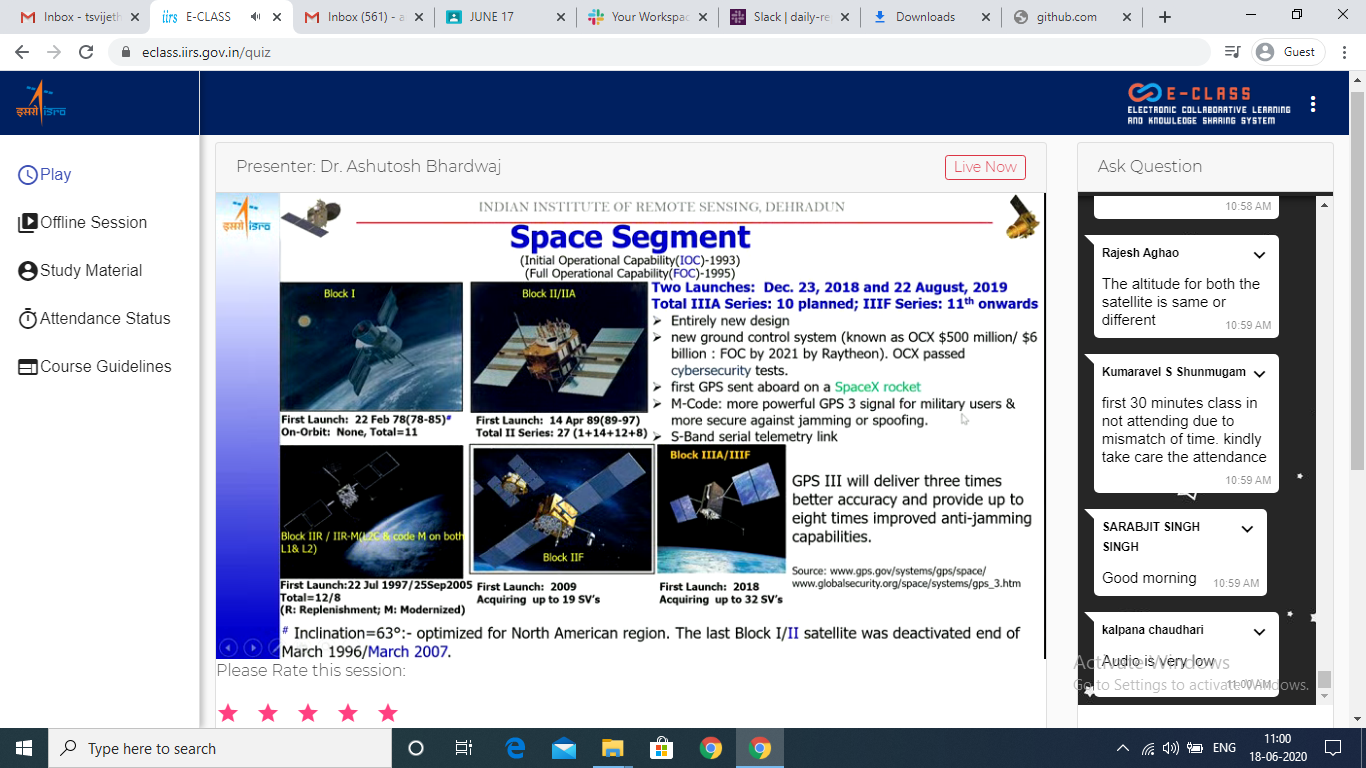 Inbox - tsvijeth
E-CLASS
Inbox (561) - a
JUNE 17
Your Workspac
Slack | daily-re
Downloads
github.com
eclass.iirs.gov.in/quiz
Guest
इसरो isro
E-CLASS
ELECTRONIC COLLABORATIVE LEARNING
AND KNOWLEDGE SHARING SYSTEM
Play
Offline Session
Study Material
Attendance Status
Course Guidelines
Presenter: Dr. Ashutosh Bhardwaj
Live Now
इसरो isro
INDIAN INSTITUTE OF REMOTE SENSING, DEHRADUN
Space Segment
(Initial Operational Capability(IOC)-1993)
(Full Operational Capability(FOC)-1995)
Block I
First Launch: 22 Feb 78(78-85)#
On-Orbit: None, Total=11
Block II/IIA
First Launch: 14 Apr 89(89-97)
Total II Series: 27 (1+14+12+8)
Two Launches: Dec. 23, 2018 and 22 August, 2019
Total IIIA Series: 10 planned; IIIF Series: 11th onwards
➢ Entirely new design
➢ new ground control system (known as OCX $500 million/ $6
billion : FOC by 2021 by Raytheon). OCX passed
cybersecurity tests.
➢ first GPS sent aboard on a SpaceX rocket
➢ M-Code: more powerful GPS 3 signal for military users &
more secure against jamming or spoofing.
➢ S-Band serial telemetry link
Block IIR / IIR-M(L2C & code M on both
L1& L2)
First Launch:22 Jul 1997/25Sep2005
Total=12/8
(R: Replenishment; M: Modernized)
Block IIF
First Launch: 2009
Acquiring up to 19 SV's
Block IIIA/IIIF
First Launch: 2018
Acquiring up to 32 SV's
GPS III will deliver three times
better accuracy and provide up to
eight times improved anti-jamming
capabilities.
Source: www.gps.gov/systems/gps/space/
www.globalsecurity.org/space/systems/gps_3.htm
# Inclination=63°:- optimized for North American region. The last Block I/II satellite was deactivated end of
March 1996/March 2007.
Please Rate this session:
Ask Question
10:58 AM
Rajesh Aghao
The altitude for both the
satellite is same or
different
10:59 AM
Kumaravel S Shunmugam
first 30 minutes class in
not attending due to
mismatch of time. kindly
take care the attendance
10:59 AM
SARABJIT SINGH
SINGH
Good morning
10:59 AM
kalpana chaudhari
Audio is very low
11:00 AM
Activate Windows
Go to Settings to activate Windows.
Type here to search
ENG
11:00
18-06-2020